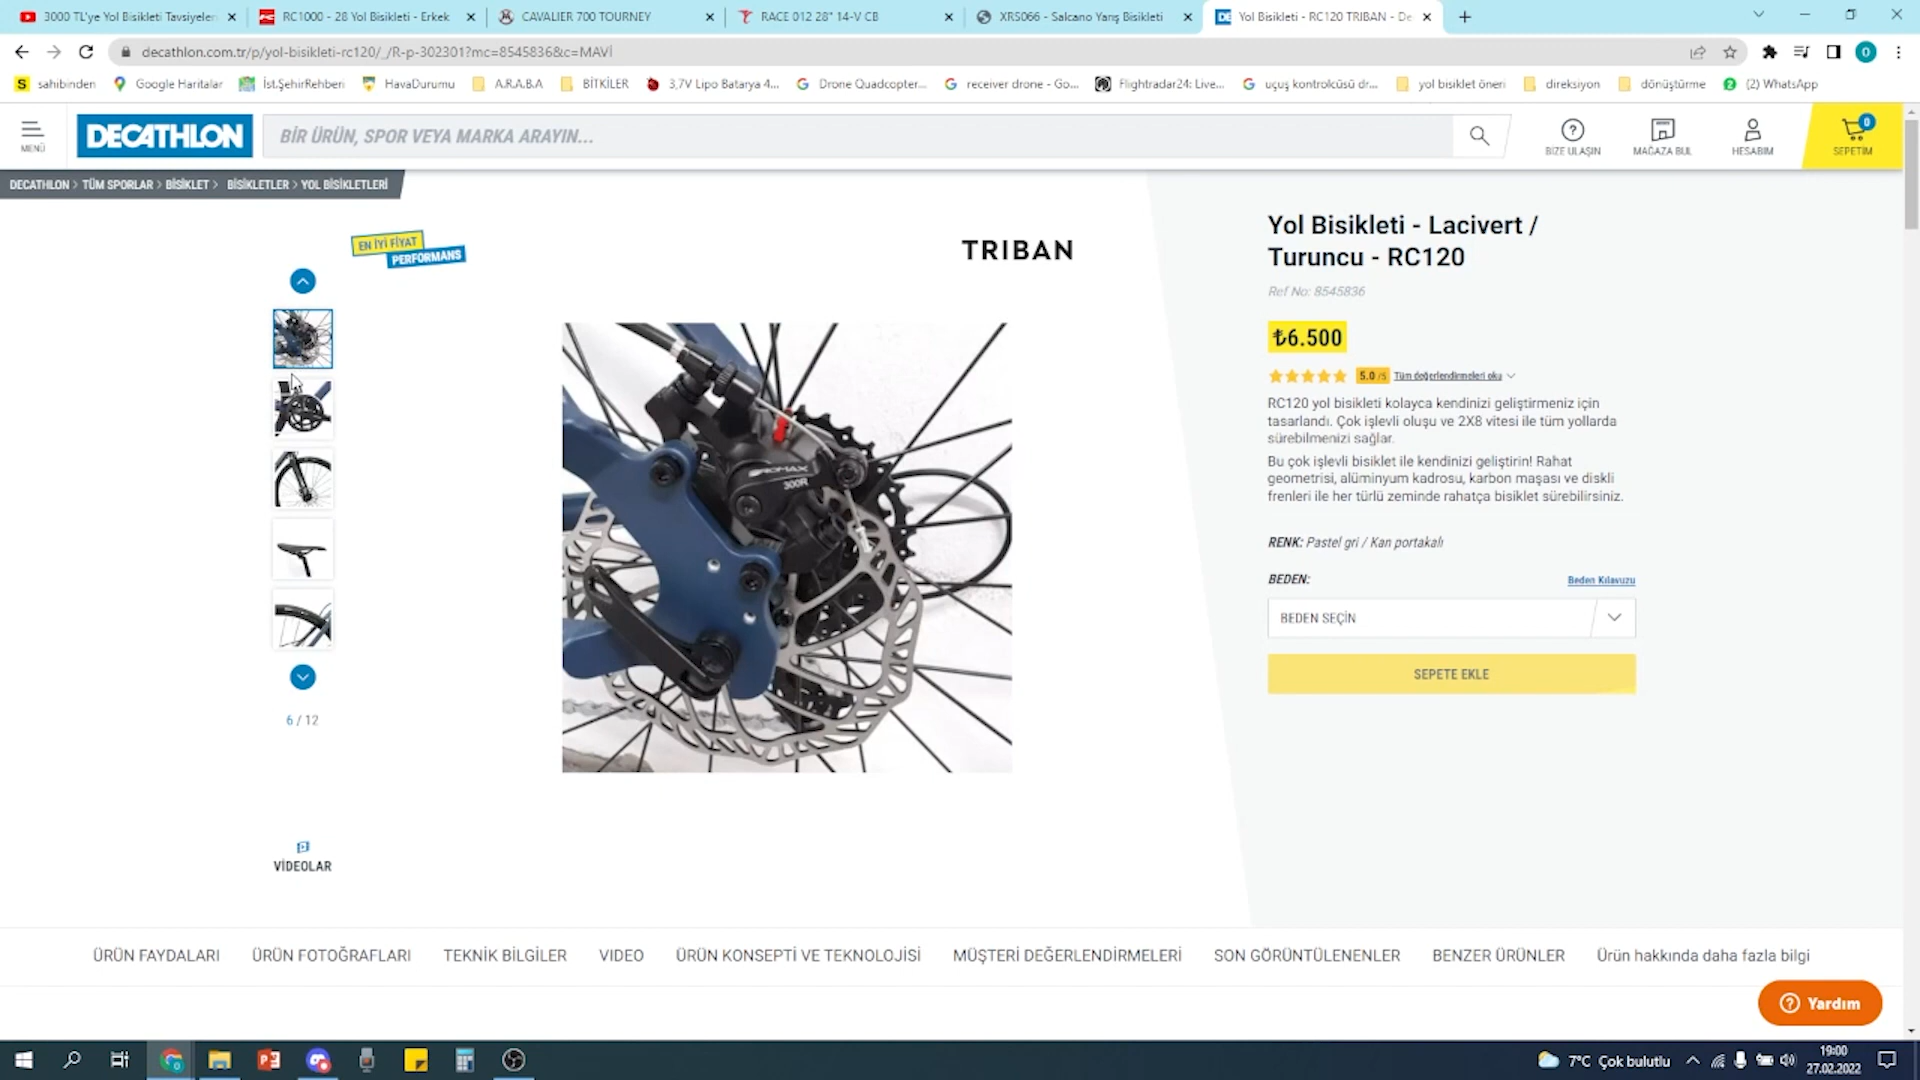 3000 TL'ye Yol Bisikleti Tavsiyeler
RC1000 - 28 Yol Bisikleti - Erkek
CAVALIER 700 TOURNEY
RACE 012 28" 14-V CB
XRS066 - Salcano Yarış Bisikleti
Yol Bisikleti - RC120 TRIBAN - De
decathlon.com.tr/p/yol-bisikleti-rc120/_/R-p-302301?mc=8545836&c=MAVİ
sahibinden
Google Haritalar
İst.ŞehirRehberi
HavaDurumu
A.R.A.B.A
BİTKİLER
3,7V Lipo Batarya 4...
Drone Quadcopter...
receiver drone - Go...
Flightradar24: Live...
uçuş kontrolcüsü dr...
yol bisiklet öneri
direksiyon
dönüştürme
(2) WhatsApp
MENÜ
DECATHLON
BİR ÜRÜN, SPOR VEYA MARKA ARAYIN...
BİZE ULAŞIN
MAĞAZA BUL
HESABIM
0
SEPETİM
DECATHLON > TÜM SPORLAR > BİSİKLET > BİSİKLETLER > YOL BİSİKLETLERİ
EN İYİ FİYAT
PERFORMANS
TRIBAN
Yol Bisikleti - Lacivert /
Turuncu - RC120
Ref No: 8545836
₺6.500
5.0 /5 Tüm değerlendirmeleri oku
RC120 yol bisikleti kolayca kendinizi geliştirmeniz için
tasarlandı. Çok işlevli oluşu ve 2X8 vitesi ile tüm yollarda
sürebilmenizi sağlar.
Bu çok işlevli bisiklet ile kendinizi geliştirin! Rahat
geometrisi, alüminyum kadrosu, karbon maşası ve diskli
frenleri ile her türlü zeminde rahatça bisiklet sürebilirsiniz.
RENK: Pastel gri / Kan portakalı
BEDEN:
Beden Kılavuzu
BEDEN SEÇİN
SEPETE EKLE
PROMAX
300R
6 / 12
VİDEOLAR
ÜRÜN FAYDALARI
ÜRÜN FOTOĞRAFLARI
TEKNİK BİLGİLER
VIDEO
ÜRÜN KONSEPTİ VE TEKNOLOJİSİ
MÜŞTERİ DEĞERLENDİRMELERİ
SON GÖRÜNTÜLENENLER
BENZER ÜRÜNLER
Ürün hakkında daha fazla bilgi
Yardım
7°C Çok bulutlu
19:00
27.02.2022